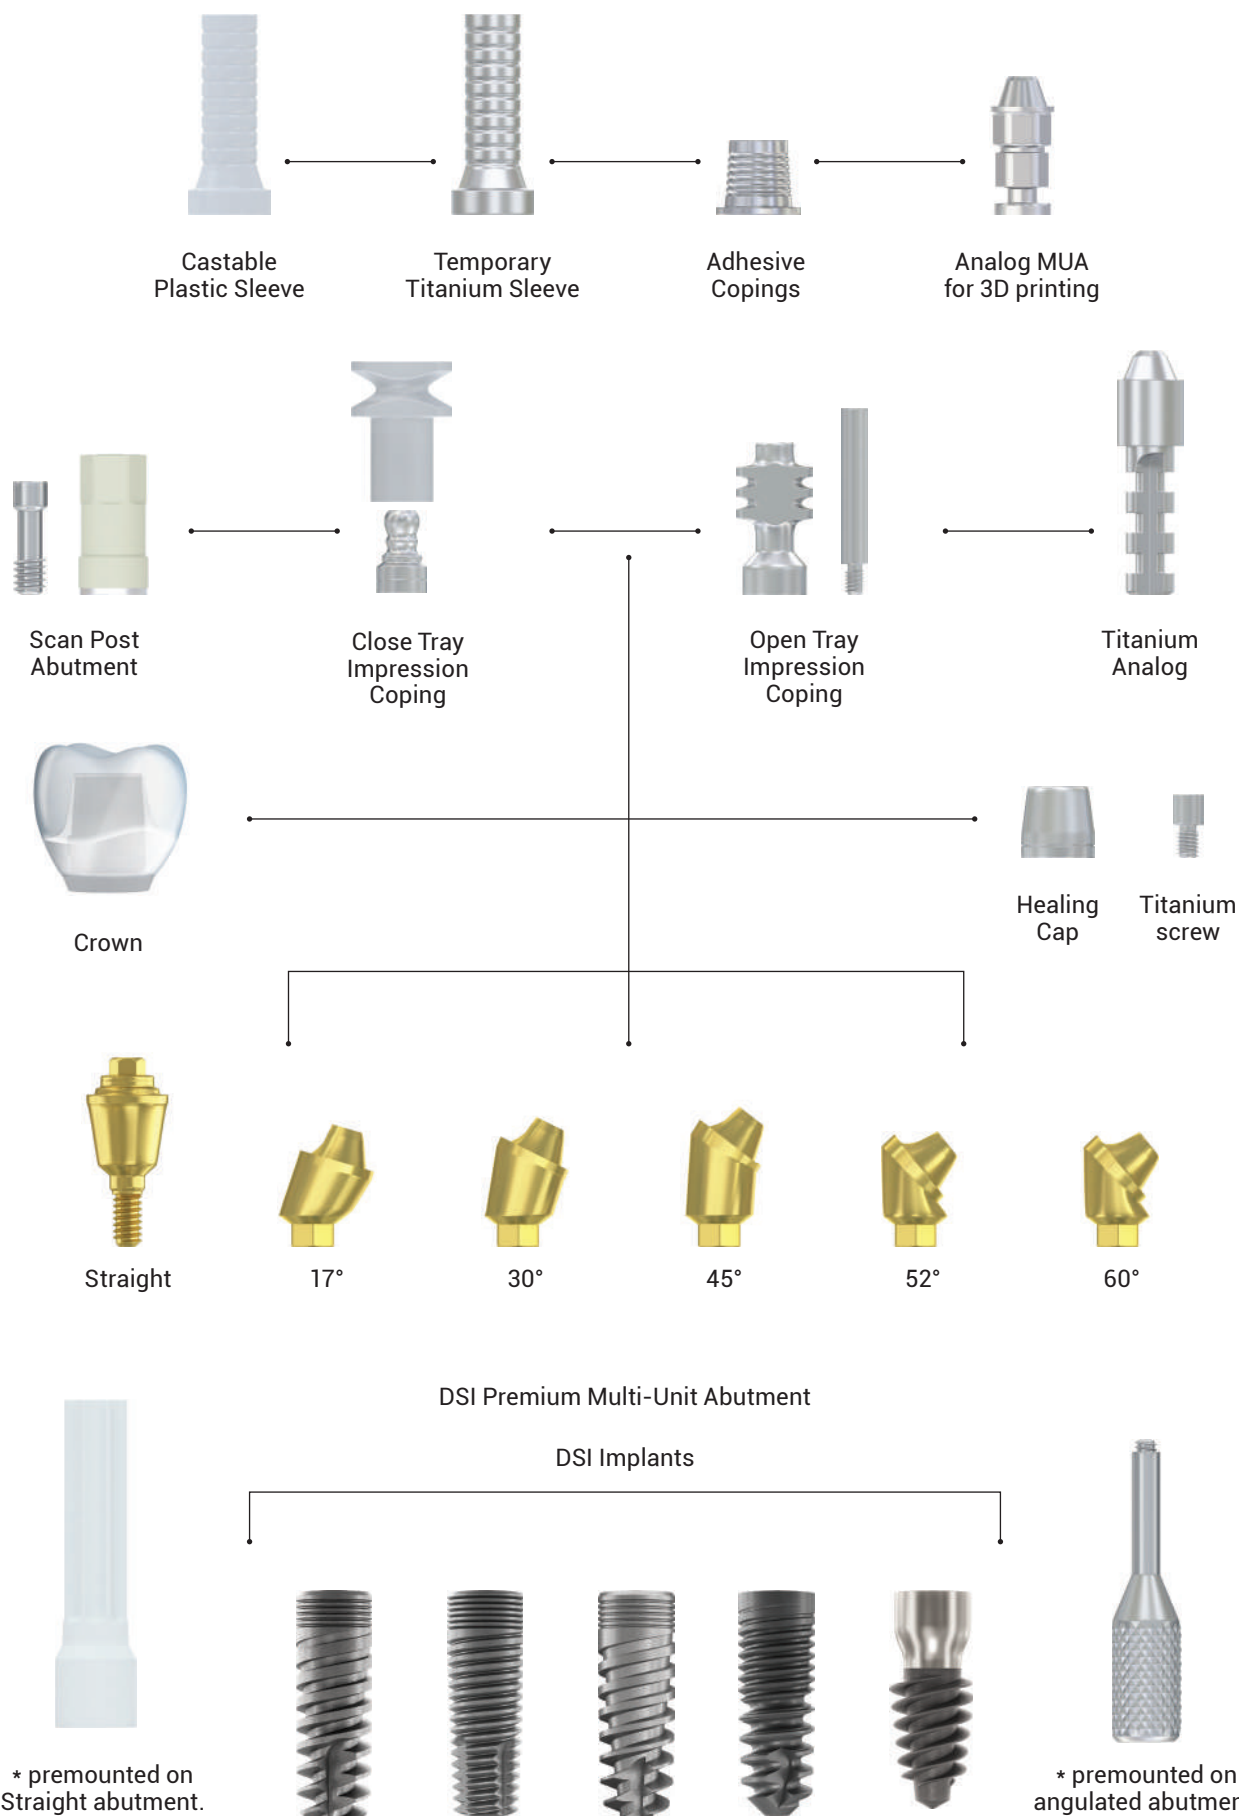 Castable
Plastic Sleeve
Temporary
Titanium Sleeve
Adhesive
Copings
Analog MUA
for 3D printing
Scan Post
Abutment
Close Tray
Impression
Coping
Open Tray
Impression
Coping
Titanium
Analog
Crown
Healing
Cap
Titanium
screw
Straight
17°
30°
45°
52°
60°
DSI Premium Multi-Unit Abutment
DSI Implants
* premounted on
Straight abutment.
* premounted on
angulated abutmen